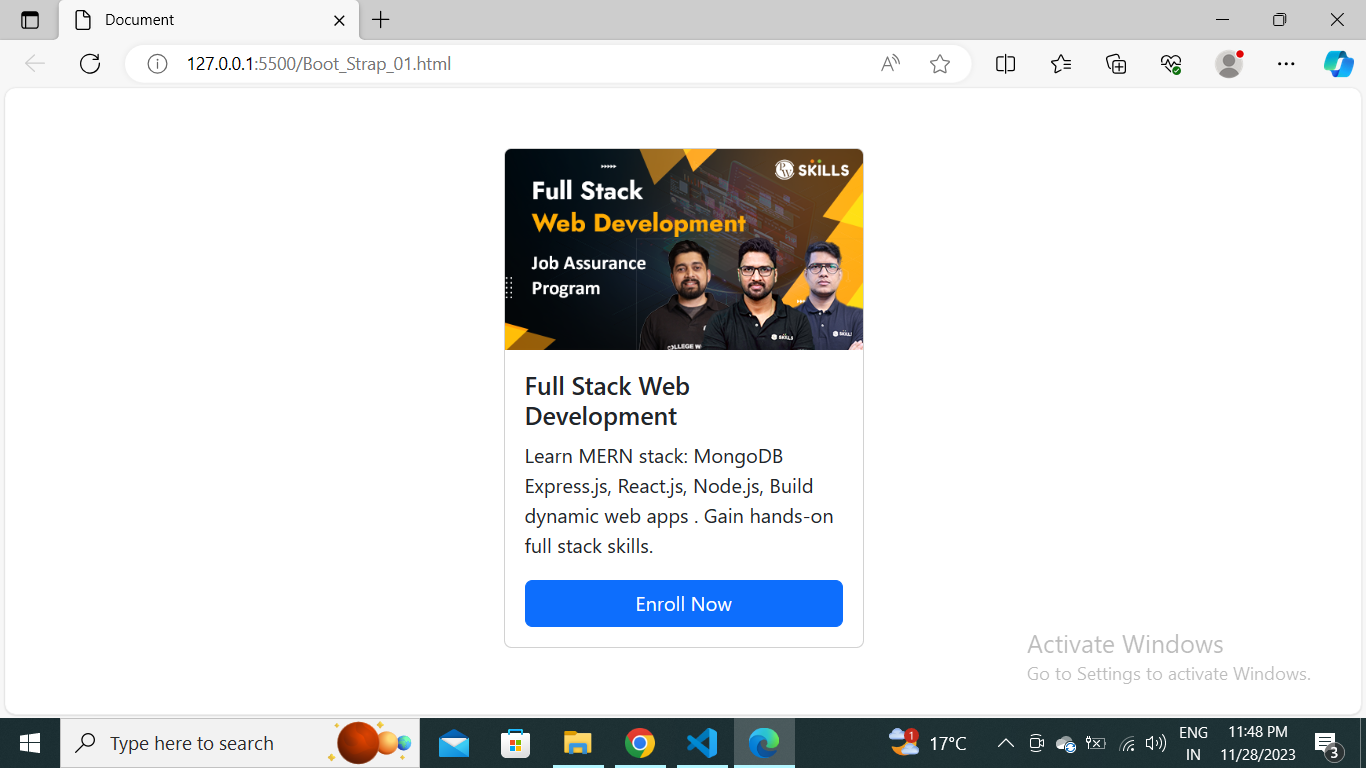 Document
127.0.0.1:5500/Boot_Strap_01.html
PW SKILLS
Full Stack
Web Development
Job Assurance
Program
COLLEGE W
SKILLS
SKILLS
Full Stack Web
Development
Learn MERN stack: MongoDB
Express.js, React.js, Node.js, Build
dynamic web apps . Gain hands-on
full stack skills.
Enroll Now
Activate Windows
Go to Settings to activate Windows.
Type here to search
1
17°C
ENG
IN
11:48 PM
11/28/2023
3